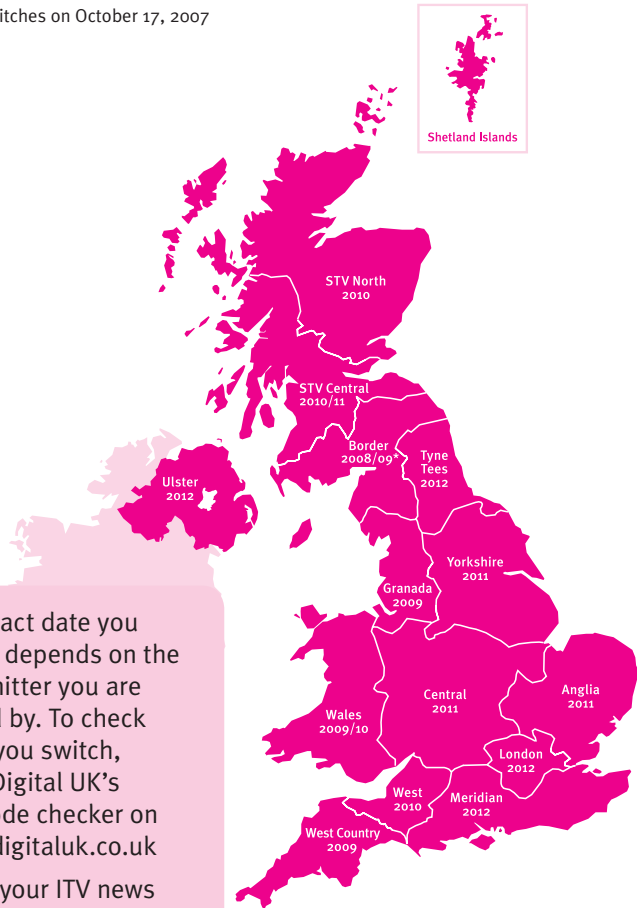 itches on October 17, 2007
Shetland Islands
STV North
2010
STV Central
2010/11
Border
2008/09*
Tyne
Tees
2012
Ulster
2012
Yorkshire
2011
Granada
2009
Central
2011
Anglia
2011
Wales
2009/10
London
2012
West
2010
Meridian
2012
West Country
2009
act date you
depends on the
mitter you are
d by. To check
you switch,
Digital UK’s
ode checker on
digitaluk.co.uk
your ITV news